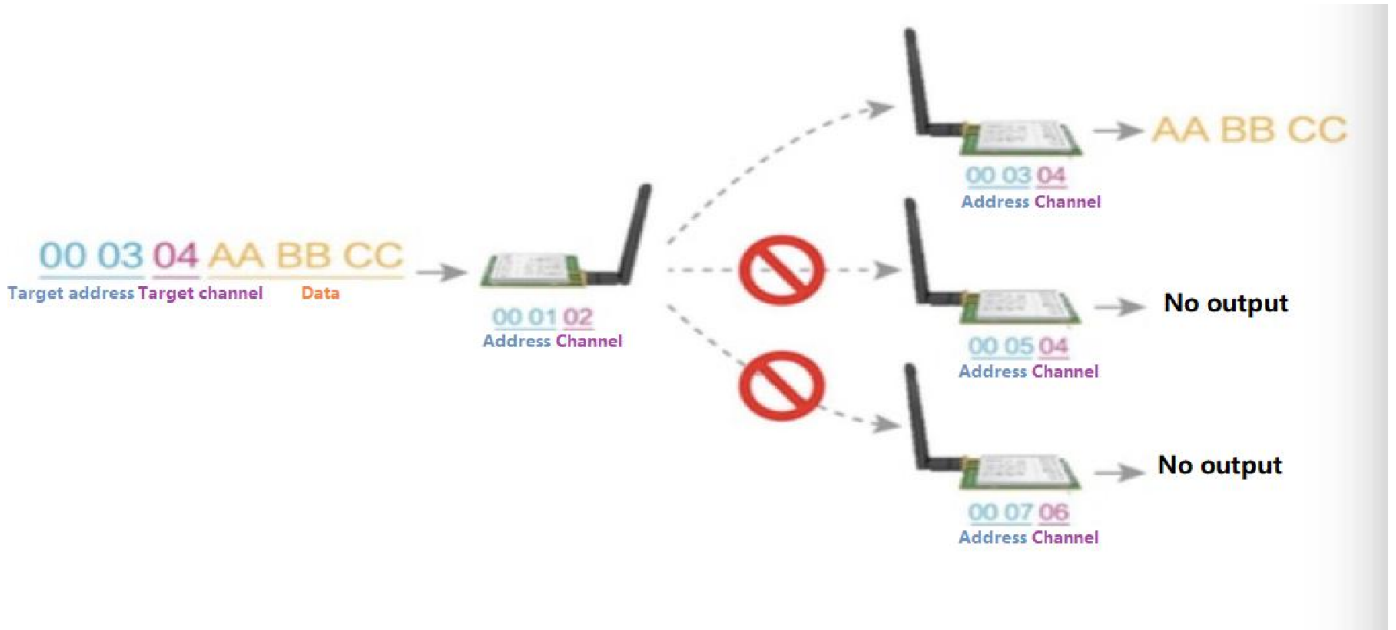 00 03 04 AA BB CC
Target address Target channel Data
00 01 02
Address Channel
00 03 04
Address Channel
AA BB CC
00 05 04
Address Channel
No output
00 07 06
Address Channel
No output